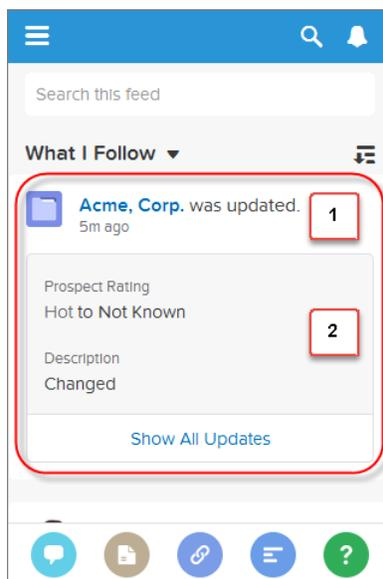 Search this feed
What I Follow
Acme, Corp. was updated.
1
5m ago
Prospect Rating
Hot to Not Known
2
Description
Changed
Show All Updates
?